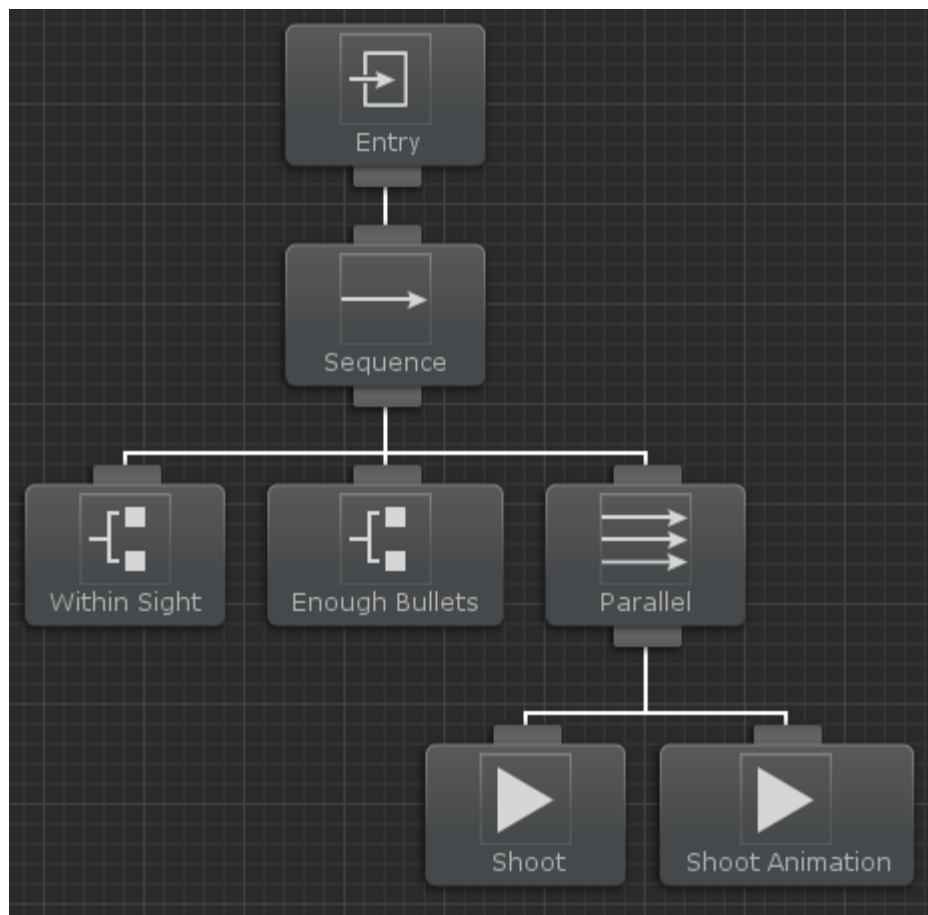 Entry
Sequence
Within Sight
Enough Bullets
Parallel
Shoot
Shoot Animation